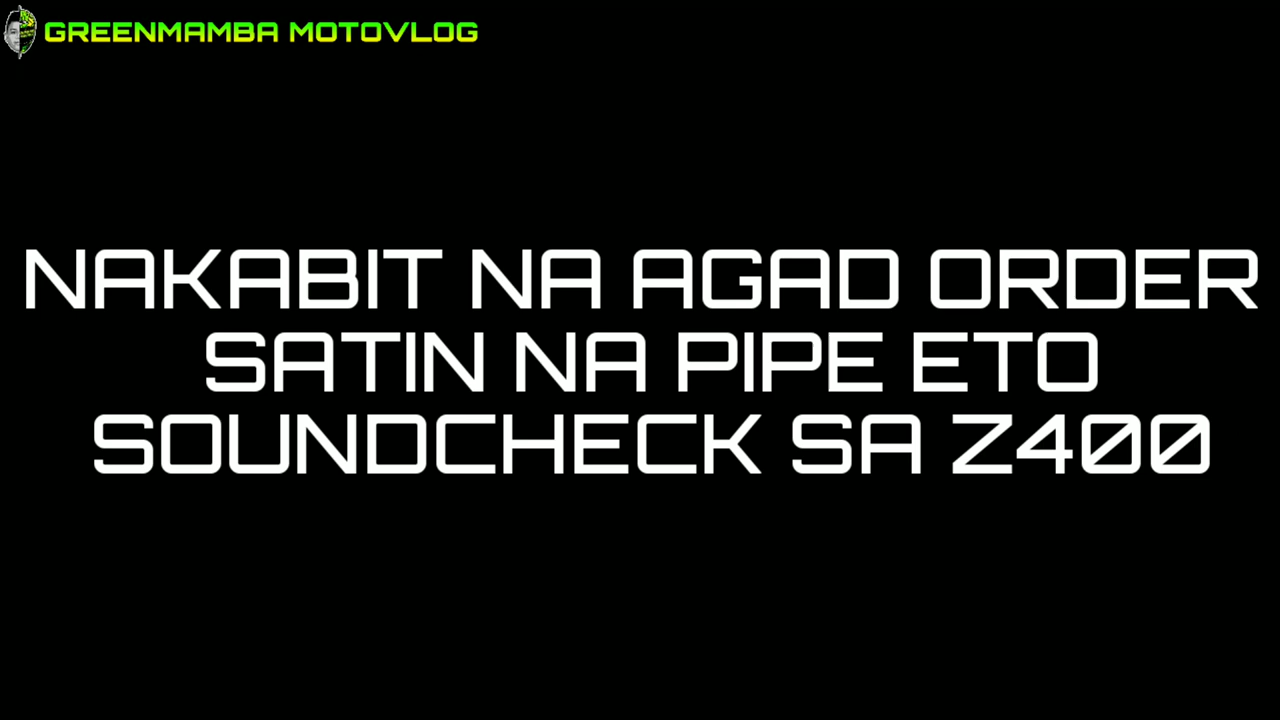 GREENMAMBA MOTOVLOG
NAKABIT NA AGAD ORDER
SATIN NA PIPE ETO
SOUNDCHECK SA Z400